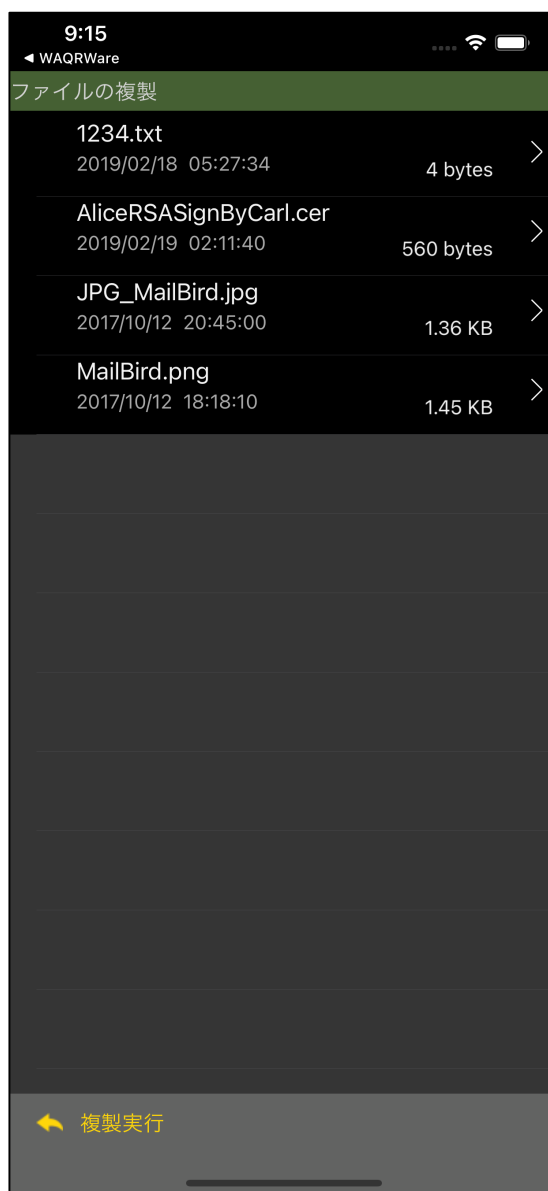 9:15
◀ WAQRWare
ファイルの複製
1234.txt
2019/02/18 05:27:34
4 bytes
AliceRSASignByCarl.cer
2019/02/19 02:11:40
560 bytes
JPG_MailBird.jpg
2017/10/12 20:45:00
1.36 KB
MailBird.png
2017/10/12 18:18:10
1.45 KB
複製実行